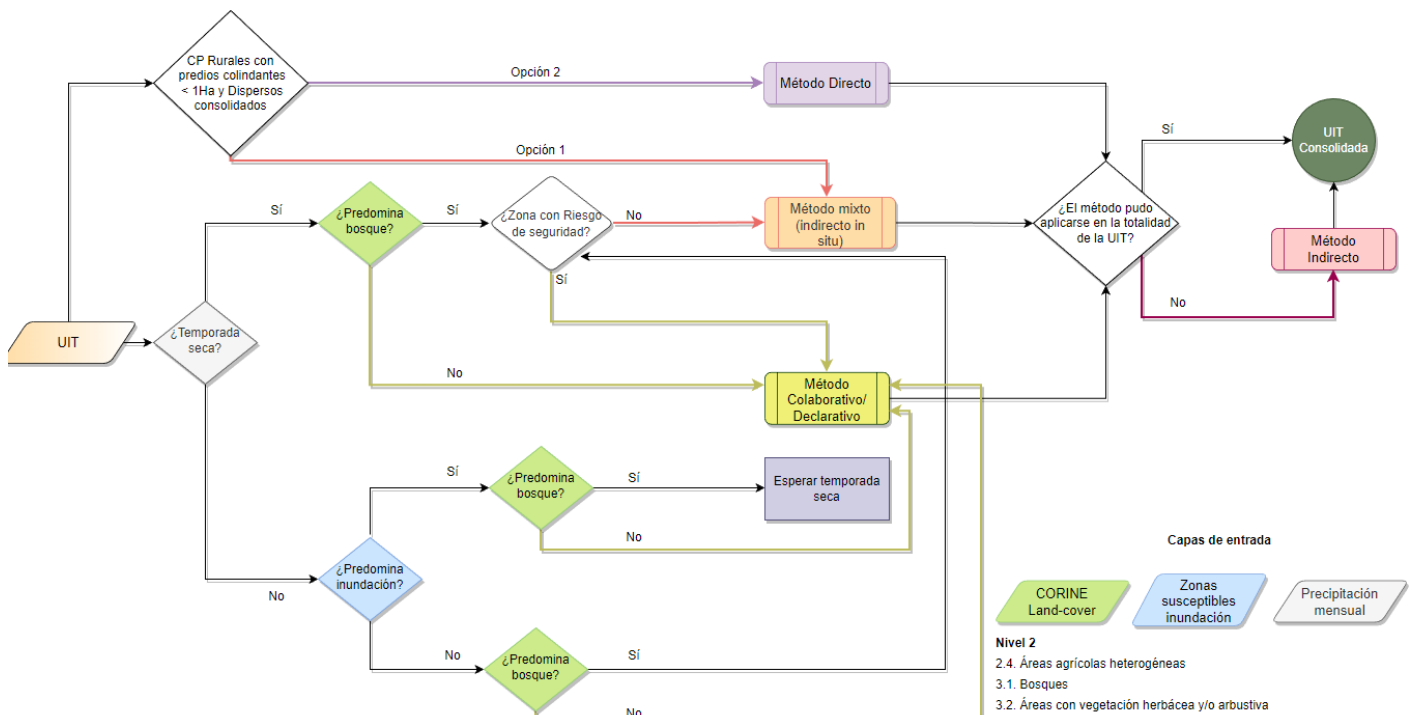 CP Rurales con
predios colindantes
< 1Ha y Dispersos
consolidados
Opción 2
Método Directo
Sí
UIT
Consolidada
Opción 1
¿Predomina
bosque?
Sí
Sí
¿Zona con Riesgo
de seguridad?
No
Método mixto
(indirecto in
situ)
¿El método pudo
aplicarse en la totalidad
de la UIT?
Método
Indirecto
No
Sí
UIT
¿Temporada
seca?
No
Método
Colaborativo/
Declarativo
Sí
¿Predomina
bosque?
Sí
Esperar temporada
seca
No
¿Predomina
inundación?
No
No
¿Predomina
bosque?
Sí
No
Capas de entrada
CORINE
Land-cover
Zonas
susceptibles
inundación
Precipitación
mensual
Nivel 2
2.4. Áreas agrícolas heterogéneas
3.1. Bosques
3.2. Áreas con vegetación herbácea y/o arbustiva